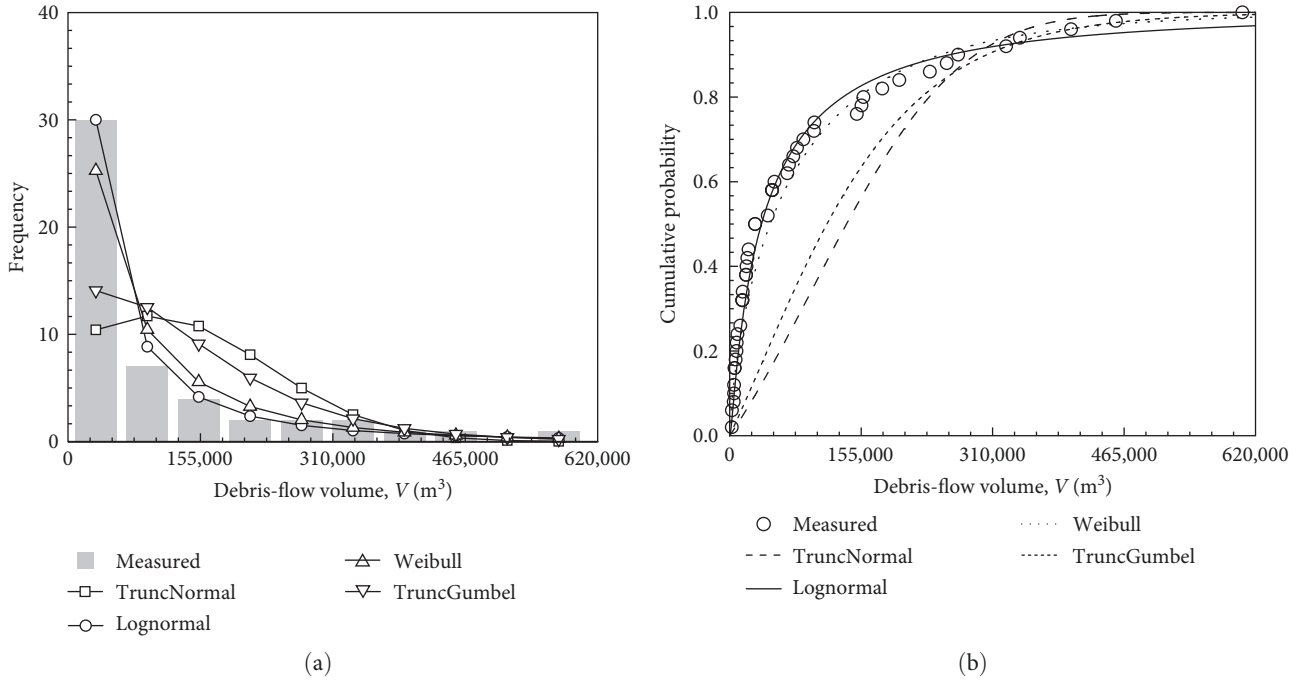 40
30
20
10
0
Frequency
0 155,000 310,000 465,000 620,000
Debris-flow volume, V (m³)
Measured
TruncNormal
Lognormal
Weibull
TruncGumbel
(a)
1.0
0.8
0.6
0.4
0.2
0.0
Cumulative probability
0 155,000 310,000 465,000 620,000
Debris-flow volume, V (m³)
Measured
TruncNormal
Lognormal
Weibull
TruncGumbel
(b)